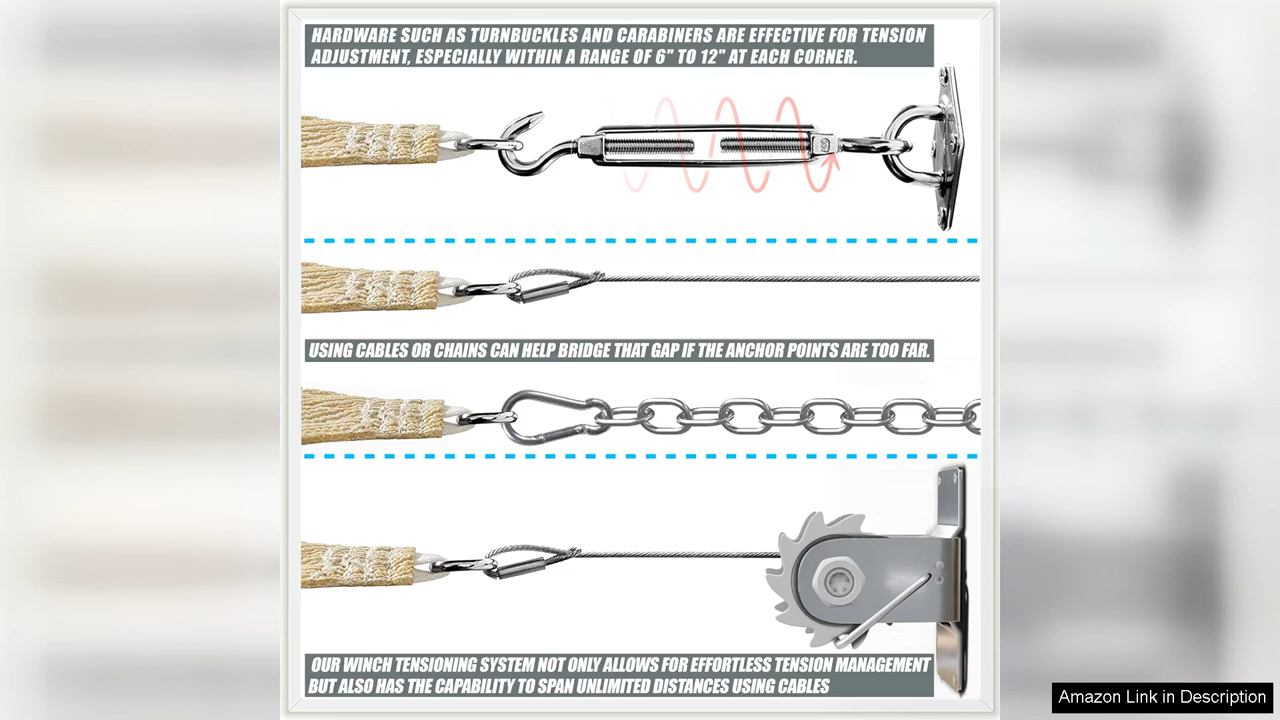 HARDWARE SUCH AS TURNBUCKLES AND CARABINERS ARE EFFECTIVE FOR TENSION
ADJUSTMENT, ESPECIALLY WITHIN A RANGE OF 6" TO 12" AT EACH CORNER.
USING CABLES OR CHAINS CAN HELP BRIDGE THAT GAP IF THE ANCHOR POINTS ARE TOO FAR.
OUR WINCH TENSIONING SYSTEM NOT ONLY ALLOWS FOR EFFORTLESS TENSION MANAGEMENT
BUT ALSO HAS THE CAPABILITY TO SPAN UNLIMITED DISTANCES USING CABLES
Amazon Link in Description